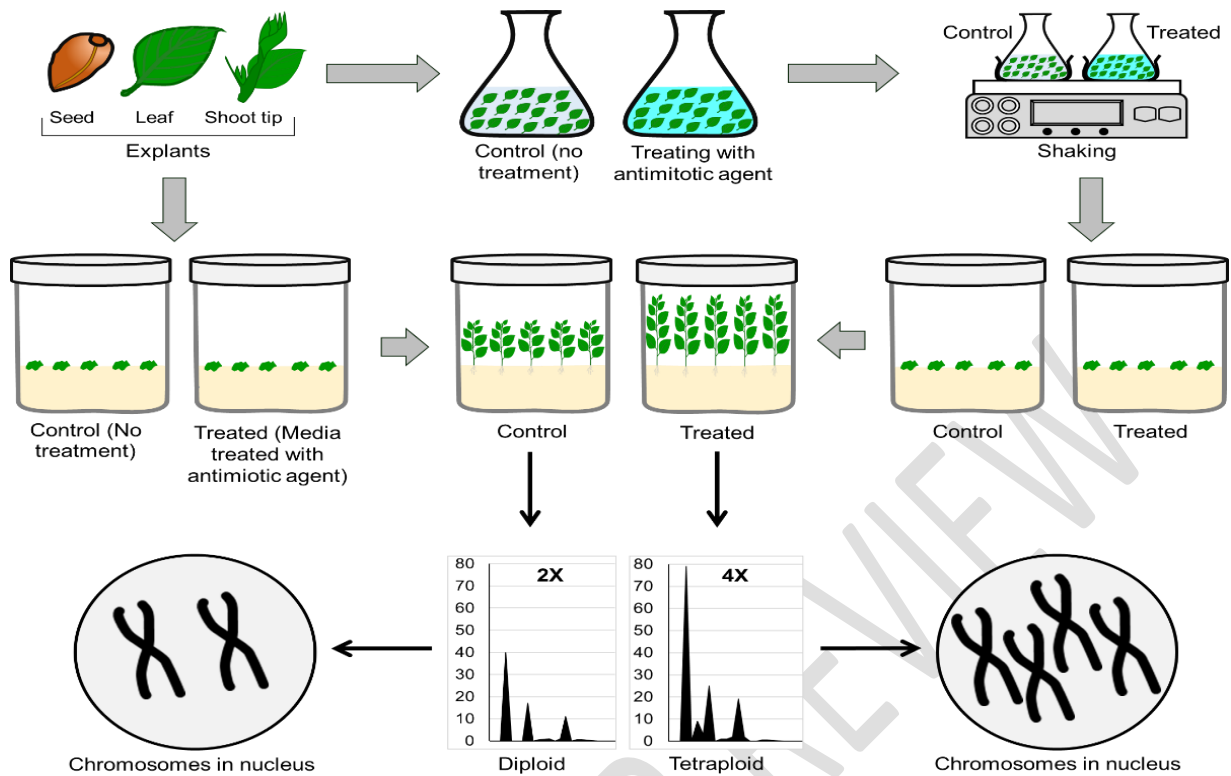 Seed
Leaf
Shoot tip
Explants
Control (no
treatment)
Treating with
antimitotic agent
Control
Treated
Shaking
Control (No
treatment)
Treated (Media
treated with
antimiotic agent)
Control
Treated
Control
Treated
80
70
60
50
40
30
20
10
0
2X
Diploid
80
70
60
50
40
30
20
10
0
4X
Tetraploid
Chromosomes in nucleus
Chromosomes in nucleus
REVIEW